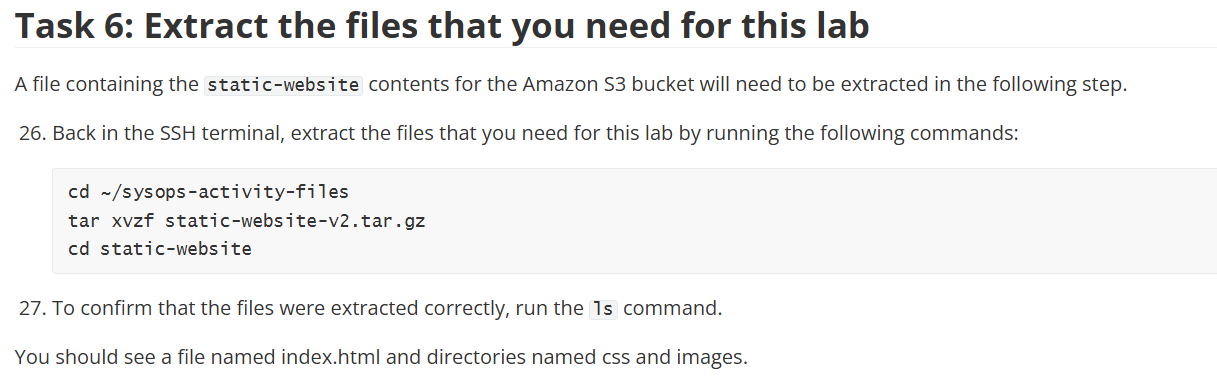 Task 6: Extract the files that you need for this lab
A file containing the static-website contents for the Amazon S3 bucket will need to be extracted in the following step.
26. Back in the SSH terminal, extract the files that you need for this lab by running the following commands:
cd ~/sysops-activity-files
tar xvzf static-website-v2.tar.gz
cd static-website
27. To confirm that the files were extracted correctly, run the ls command.
You should see a file named index.html and directories named css and images.